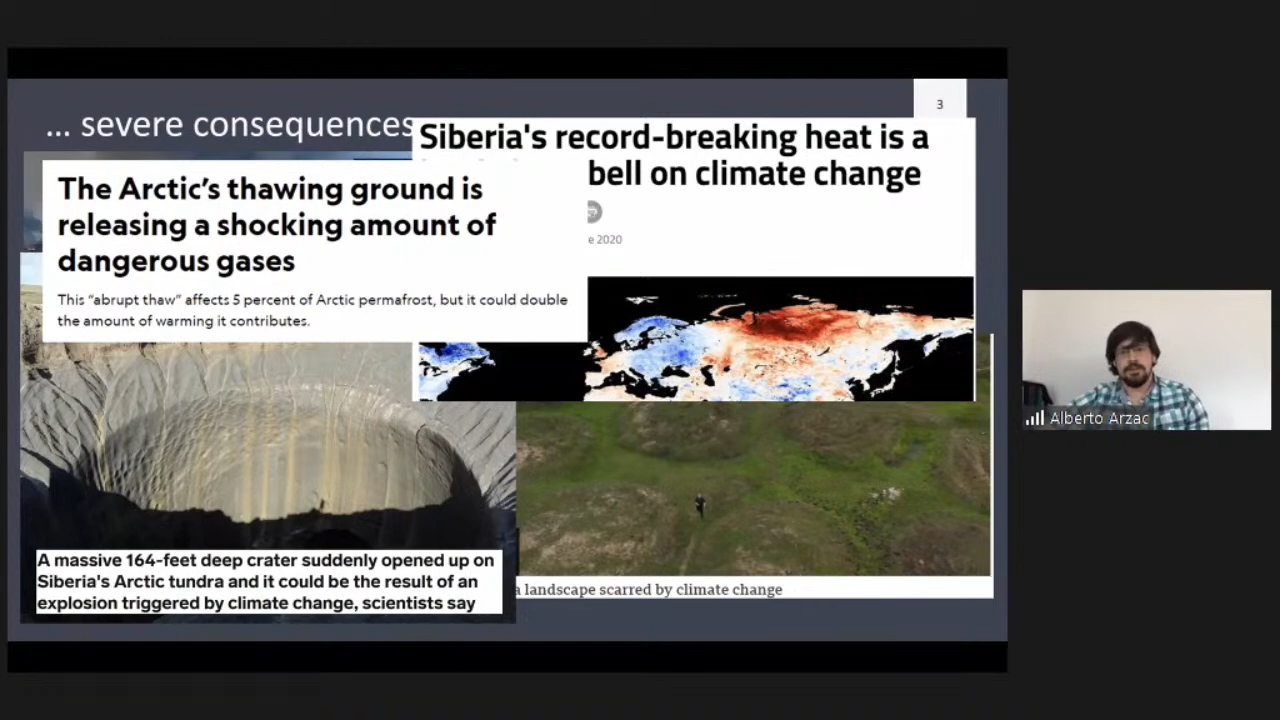 3
... severe consequences
Siberia's record-breaking heat is a
bell on climate change
e 2020
The Arctic's thawing ground is
releasing a shocking amount of
dangerous gases
This "abrupt thaw" affects 5 percent of Arctic permafrost, but it could double
the amount of warming it contributes.
A massive 164-feet deep crater suddenly opened up on
Siberia's Arctic tundra and it could be the result of an
explosion triggered by climate change, scientists say
a landscape scarred by climate change
Alberto Arzac